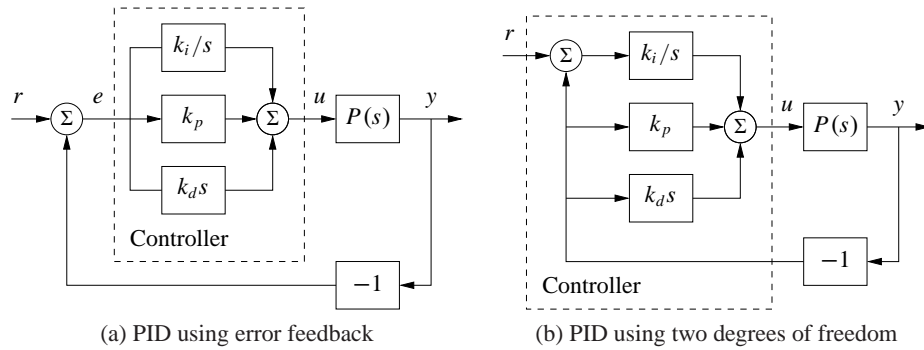 r
Σ
e
k_i/s
k_p
k_d s
Σ
u
P(s)
y
Controller
−1
(a) PID using error feedback
r
Σ
k_i/s
k_p
k_d s
Σ
u
P(s)
y
Controller
−1
(b) PID using two degrees of freedom